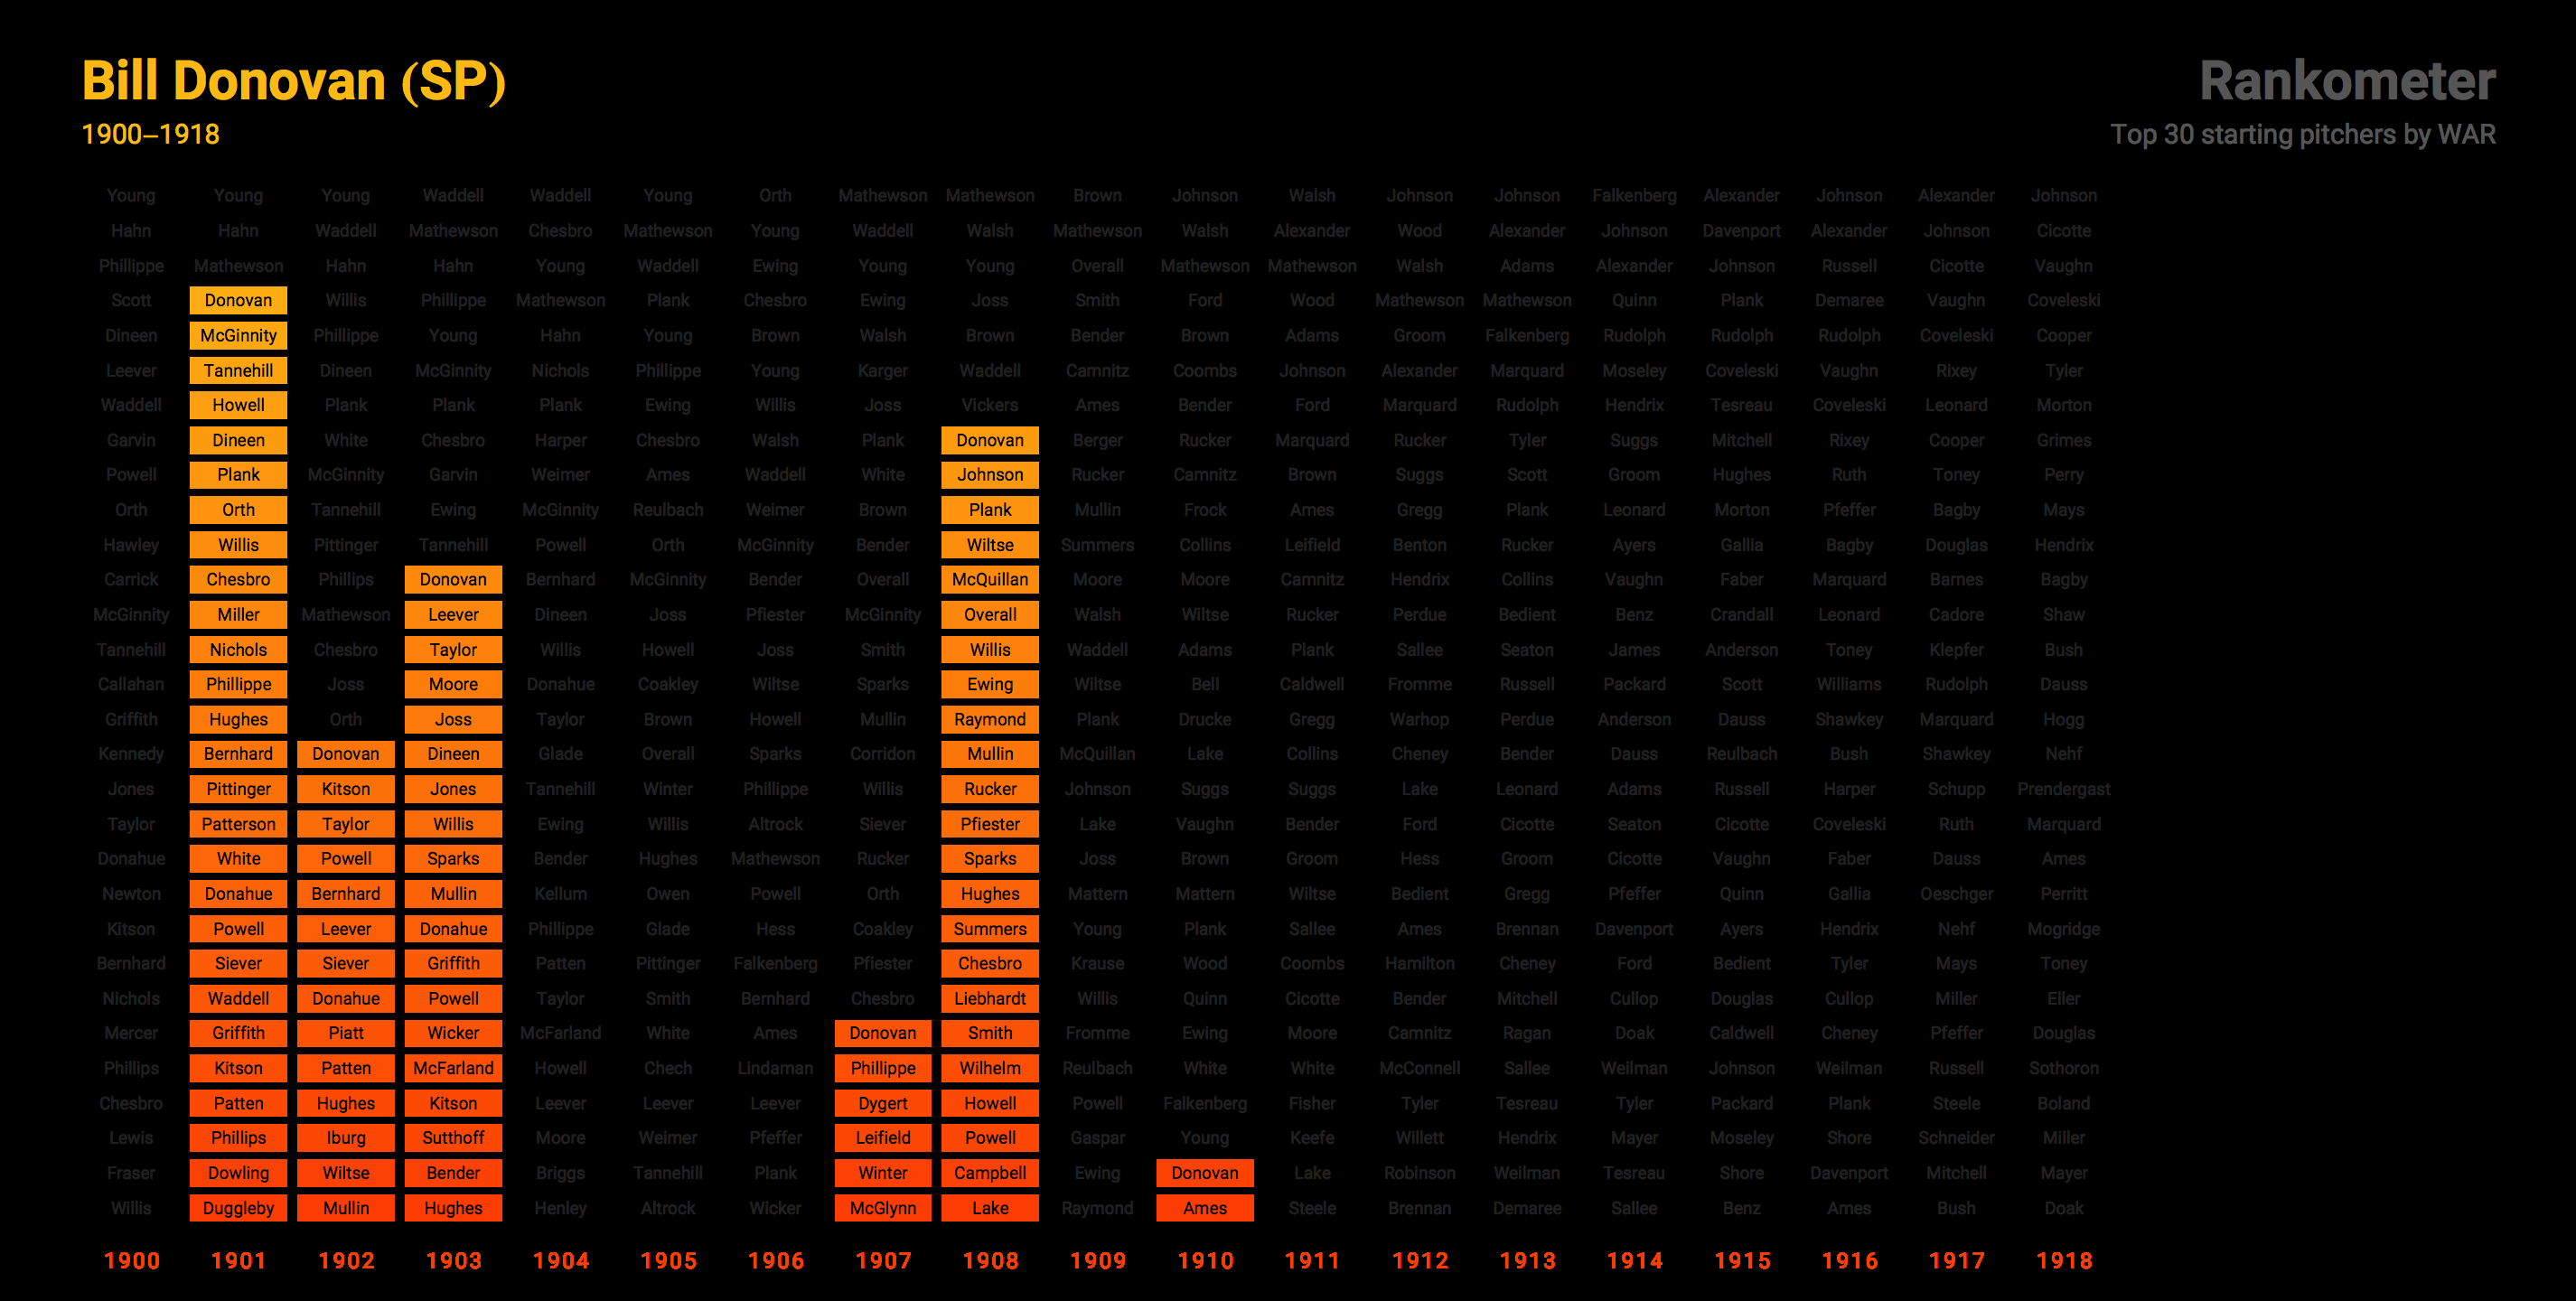 Bill Donovan (SP)
Rankometer
1900–1918
Top 30 starting pitchers by WAR
Young Young Young Waddell Waddell Young Orth Mathewson Mathewson Brown Johnson Walsh Johnson Johnson Falkenberg Alexander Johnson Alexander Johnson
Hahn Hahn Waddell Mathewson Chesbro Mathewson Young Waddell Walsh Mathewson Walsh Alexander Wood Alexander Johnson Davenport Alexander Johnson Cicotte
Phillippe Mathewson Hahn Hahn Young Waddell Ewing Young Young Overall Mathewson Mathewson Walsh Adams Alexander Johnson Russell Cicotte Vaughn
Scott Donovan Willis Phillippe Mathewson Plank Chesbro Ewing Joss Smith Ford Wood Mathewson Mathewson Quinn Plank Demaree Vaughn Coveleski
Dineen McGinnity Phillippe Young Hahn Young Brown Walsh Brown Bender Brown Adams Groom Falkenberg Rudolph Rudolph Rudolph Coveleski Cooper
Leever Tannehill Dineen McGinnity Nichols Phillippe Young Karger Waddell Camnitz Coombs Johnson Alexander Marquard Moseley Coveleski Vaughn Rixey Tyler
Waddell Howell Plank Plank Plank Ewing Willis Joss Vickers Ames Bender Ford Marquard Rudolph Hendrix Tesreau Coveleski Leonard Morton
Garvin Dineen White Chesbro Harper Chesbro Walsh Plank Donovan Berger Rucker Marquard Rucker Tyler Suggs Mitchell Rixey Cooper Grimes
Powell Plank McGinnity Garvin Weimer Ames Waddell White Johnson Rucker Camnitz Brown Suggs Scott Groom Hughes Ruth Toney Perry
Orth Orth Tannehill Ewing McGinnity Reulbach Weimer Brown Plank Mullin Frock Ames Gregg Plank Leonard Morton Pfeffer Bagby Mays
Hawley Willis Pittinger Tannehill Powell Orth McGinnity Bender Wiltse Summers Collins Leifield Benton Rucker Ayers Gallia Bagby Douglas Hendrix
Carrick Chesbro Phillips Donovan Bernhard McGinnity Bender Overall McQuillan Moore Moore Camnitz Hendrix Collins Vaughn Faber Marquard Barnes Bagby
McGinnity Miller Mathewson Leever Dineen Joss Pfiester McGinnity Overall Walsh Wiltse Rucker Perdue Bedient Benz Crandall Leonard Cadore Shaw
Tannehill Nichols Chesbro Taylor Willis Howell Joss Smith Willis Waddell Adams Plank Sallee Seaton James Anderson Toney Klepfer Bush
Callahan Phillippe Joss Moore Donahue Coakley Wiltse Sparks Ewing Wiltse Bell Caldwell Fromme Russell Packard Scott Williams Rudolph Dauss
Griffith Hughes Orth Joss Taylor Brown Howell Mullin Raymond Plank Drucke Gregg Warhop Perdue Anderson Dauss Shawkey Marquard Hogg
Kennedy Bernhard Donovan Dineen Glade Overall Sparks Corridon Mullin McQuillan Lake Collins Cheney Bender Dauss Reulbach Bush Shawkey Nehf
Jones Pittinger Kitson Jones Tannehill Winter Phillippe Willis Rucker Johnson Suggs Suggs Lake Leonard Adams Russell Harper Schupp Prendergast
Taylor Patterson Taylor Willis Ewing Willis Altrock Siever Pfiester Lake Vaughn Bender Ford Cicotte Seaton Cicotte Coveleski Ruth Marquard
Donahue White Powell Sparks Bender Hughes Mathewson Rucker Sparks Joss Brown Groom Hess Groom Cicotte Vaughn Faber Dauss Ames
Newton Donahue Bernhard Mullin Kellum Owen Powell Orth Hughes Mattern Mattern Wiltse Bedient Gregg Pfeffer Quinn Gallia Oeschger Perritt
Kitson Powell Leever Donahue Phillippe Glade Hess Coakley Summers Young Plank Sallee Ames Brennan Davenport Ayers Hendrix Nehf Mogridge
Bernhard Siever Siever Griffith Patten Pittinger Falkenberg Pfiester Chesbro Krause Wood Coombs Hamilton Cheney Ford Bedient Tyler Mays Toney
Nichols Waddell Donahue Powell Taylor Smith Bernhard Chesbro Liebhardt Willis Quinn Cicotte Bender Mitchell Cullop Douglas Cullop Miller Eller
Mercer Griffith Piatt Wicker McFarland White Ames Donovan Smith Fromme Ewing Moore Camnitz Ragan Doak Caldwell Cheney Pfeffer Douglas
Phillips Kitson Patten McFarland Howell Chech Lindaman Phillippe Wilhelm Reulbach White White McConnell Sallee Weilman Johnson Weilman Russell Sothoron
Chesbro Patten Hughes Kitson Leever Leever Leever Dygert Howell Powell Falkenberg Fisher Tyler Tesreau Tyler Packard Plank Steele Boland
Lewis Phillips Iburg Sutthoff Moore Weimer Pfeffer Leifield Powell Gaspar Young Keefe Willett Hendrix Mayer Moseley Shore Schneider Miller
Fraser Dowling Wiltse Bender Briggs Tannehill Plank Winter Campbell Ewing Donovan Lake Robinson Weilman Tesreau Shore Davenport Mitchell Mayer
Willis Duggleby Mullin Hughes Henley Altrock Wicker McGlynn Lake Raymond Ames Steele Brennan Demaree Sallee Benz Ames Bush Doak
1900 1901 1902 1903 1904 1905 1906 1907 1908 1909 1910 1911 1912 1913 1914 1915 1916 1917 1918